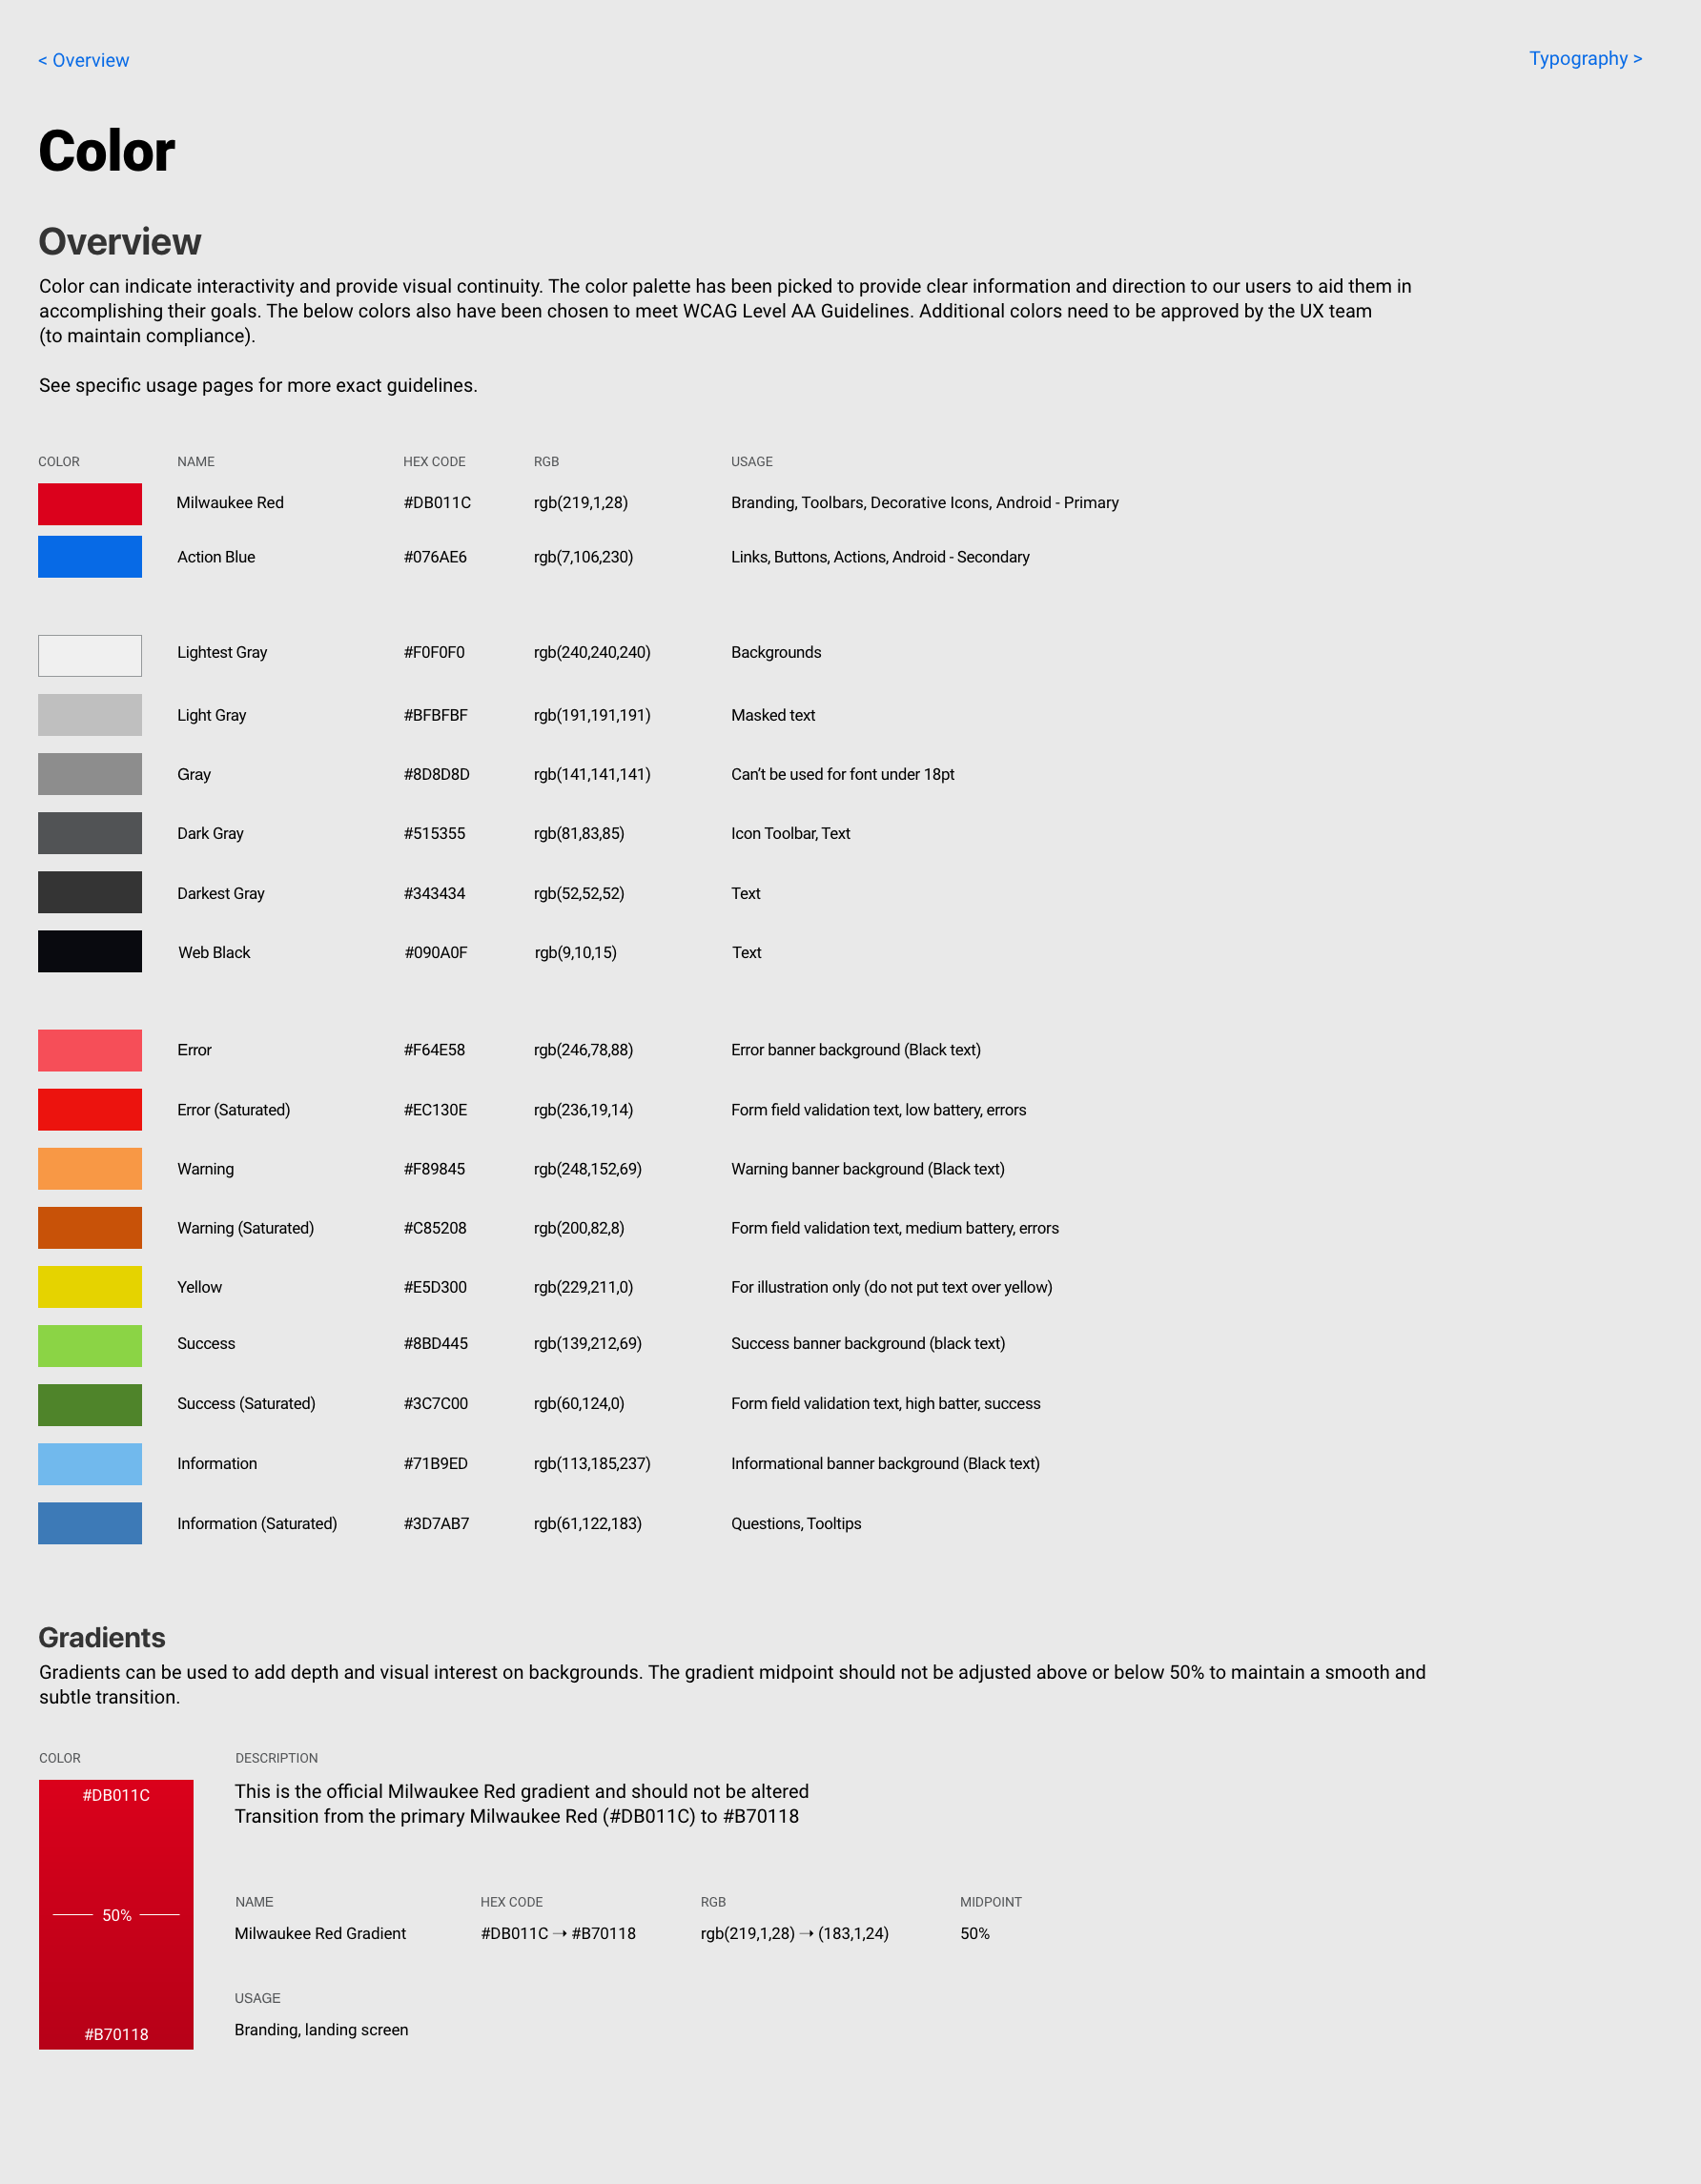 < Overview
Typography >
Color
Overview
Color can indicate interactivity and provide visual continuity. The color palette has been picked to provide clear information and direction to our users to aid them in
accomplishing their goals. The below colors also have been chosen to meet WCAG Level AA Guidelines. Additional colors need to be approved by the UX team
(to maintain compliance).
See specific usage pages for more exact guidelines.
COLOR NAME HEX CODE RGB USAGE
Milwaukee Red #DB011C rgb(219,1,28) Branding, Toolbars, Decorative Icons, Android - Primary
Action Blue #076AE6 rgb(7,106,230) Links, Buttons, Actions, Android - Secondary
Lightest Gray #F0F0F0 rgb(240,240,240) Backgrounds
Light Gray #BFBFBF rgb(191,191,191) Masked text
Gray #8D8D8D rgb(141,141,141) Can't be used for font under 18pt
Dark Gray #515355 rgb(81,83,85) Icon Toolbar, Text
Darkest Gray #343434 rgb(52,52,52) Text
Web Black #090A0F rgb(9,10,15) Text
Error #F64E58 rgb(246,78,88) Error banner background (Black text)
Error (Saturated) #EC130E rgb(236,19,14) Form field validation text, low battery, errors
Warning #F89845 rgb(248,152,69) Warning banner background (Black text)
Warning (Saturated) #C85208 rgb(200,82,8) Form field validation text, medium battery, errors
Yellow #E5D300 rgb(229,211,0) For illustration only (do not put text over yellow)
Success #8BD445 rgb(139,212,69) Success banner background (black text)
Success (Saturated) #3C7C00 rgb(60,124,0) Form field validation text, high batter, success
Information #71B9ED rgb(113,185,237) Informational banner background (Black text)
Information (Saturated) #3D7AB7 rgb(61,122,183) Questions, Tooltips
Gradients
Gradients can be used to add depth and visual interest on backgrounds. The gradient midpoint should not be adjusted above or below 50% to maintain a smooth and
subtle transition.
COLOR DESCRIPTION
#DB011C
50%
#B70118
This is the official Milwaukee Red gradient and should not be altered
Transition from the primary Milwaukee Red (#DB011C) to #B70118
NAME HEX CODE RGB MIDPOINT
Milwaukee Red Gradient #DB011C → #B70118 rgb(219,1,28) → (183,1,24) 50%
USAGE
Branding, landing screen